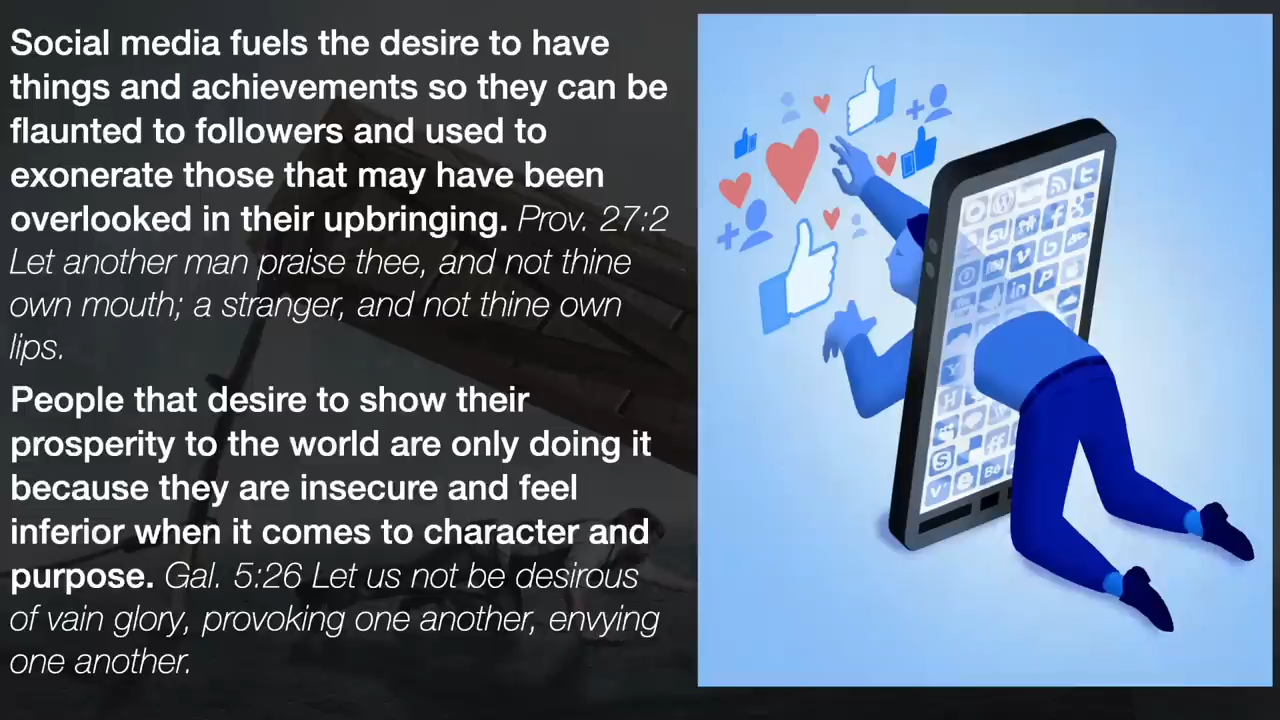 Social media fuels the desire to have
things and achievements so they can be
flaunted to followers and used to
exonerate those that may have been
overlooked in their upbringing. Prov. 27:2
Let another man praise thee, and not thine
own mouth; a stranger, and not thine own
lips.
People that desire to show their
prosperity to the world are only doing it
because they are insecure and feel
inferior when it comes to character and
purpose. Gal. 5:26 Let us not be desirous
of vain glory, provoking one another, envying
one another.